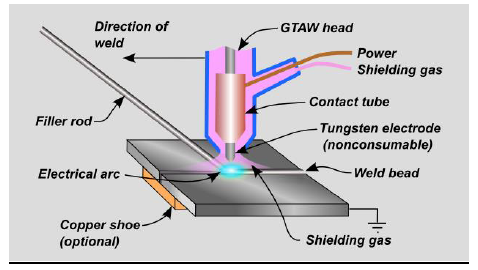 Direction of
weld
GTAW head
Power
Shielding gas
Contact tube
Filler rod
Tungsten electrode
(nonconsumable)
Electrical arc
Weld bead
Copper shoe
(optional)
Shielding gas